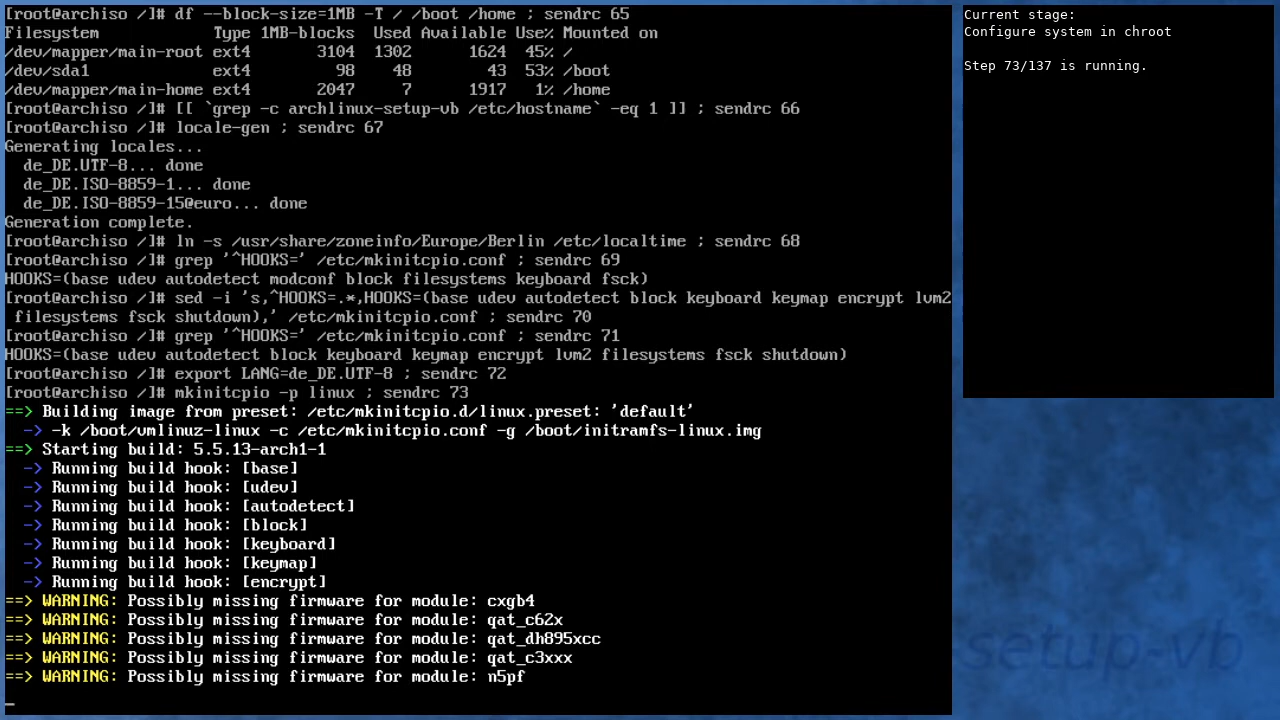 [root@archiso /]# df --block-size=1MB -T / /boot /home ; sendrc 65
Filesystem            Type 1MB-blocks  Used Available Use% Mounted on
/dev/mapper/main-root ext4       3104  1302      1624  45% /
/dev/sda1             ext4         98    48        43  53% /boot
/dev/mapper/main-home ext4       2047     7      1917   1% /home
[root@archiso /]# [[ `grep -c archlinux-setup-vb /etc/hostname` -eq 1 ]] ; sendrc 66
[root@archiso /]# locale-gen ; sendrc 67
Generating locales...
  de_DE.UTF-8... done
  de_DE.ISO-8859-1... done
  de_DE.ISO-8859-15@euro... done
Generation complete.
[root@archiso /]# ln -s /usr/share/zoneinfo/Europe/Berlin /etc/localtime ; sendrc 68
[root@archiso /]# grep '^HOOKS=' /etc/mkinitcpio.conf ; sendrc 69
HOOKS=(base udev autodetect modconf block filesystems keyboard fsck)
[root@archiso /]# sed -i 's,^HOOKS=.*,HOOKS=(base udev autodetect block keyboard keymap encrypt lvm2
 filesystems fsck shutdown),' /etc/mkinitcpio.conf ; sendrc 70
[root@archiso /]# grep '^HOOKS=' /etc/mkinitcpio.conf ; sendrc 71
HOOKS=(base udev autodetect block keyboard keymap encrypt lvm2 filesystems fsck shutdown)
[root@archiso /]# export LANG=de_DE.UTF-8 ; sendrc 72
[root@archiso /]# mkinitcpio -p linux ; sendrc 73
==> Building image from preset: /etc/mkinitcpio.d/linux.preset: 'default'
  -> -k /boot/vmlinuz-linux -c /etc/mkinitcpio.conf -g /boot/initramfs-linux.img
==> Starting build: 5.5.13-arch1-1
  -> Running build hook: [base]
  -> Running build hook: [udev]
  -> Running build hook: [autodetect]
  -> Running build hook: [block]
  -> Running build hook: [keyboard]
  -> Running build hook: [keymap]
  -> Running build hook: [encrypt]
==> WARNING: Possibly missing firmware for module: cxgb4
==> WARNING: Possibly missing firmware for module: qat_c62x
==> WARNING: Possibly missing firmware for module: qat_dh895xcc
==> WARNING: Possibly missing firmware for module: qat_c3xxx
==> WARNING: Possibly missing firmware for module: n5pf
_
Current stage:
Configure system in chroot
Step 73/137 is running.
setup-vb